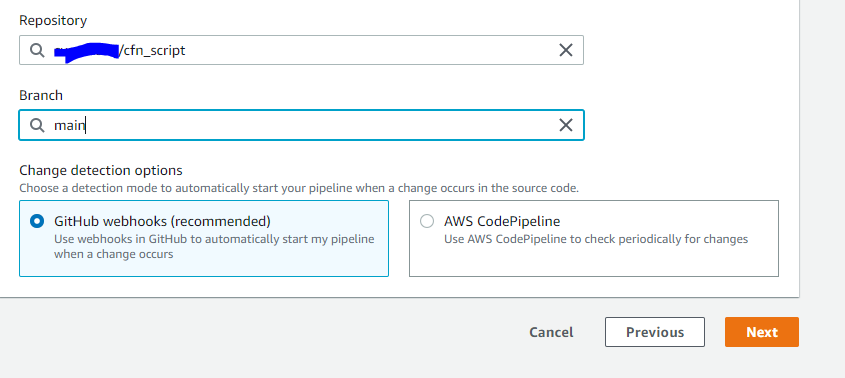 Repository
/cfn_script
Branch
main
Change detection options
Choose a detection mode to automatically start your pipeline when a change occurs in the source code.
GitHub webhooks (recommended)
Use webhooks in GitHub to automatically start my pipeline
when a change occurs
AWS CodePipeline
Use AWS CodePipeline to check periodically for changes
Cancel
Previous
Next